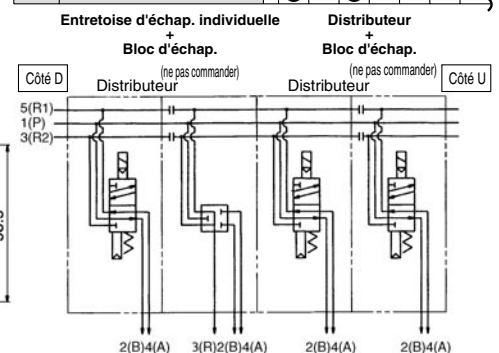 Entretoise d'échap. individuelle
+
Bloc d'échap.
Distributeur
+
Bloc d'échap.
Côté D
Distributeur
(ne pas commander)
Distributeur
(ne pas commander)
Côté U
5(R1)
1(P)
3(R2)
2(B)4(A)
3(R)2(B)4(A)
2(B)4(A)
2(B)4(A)